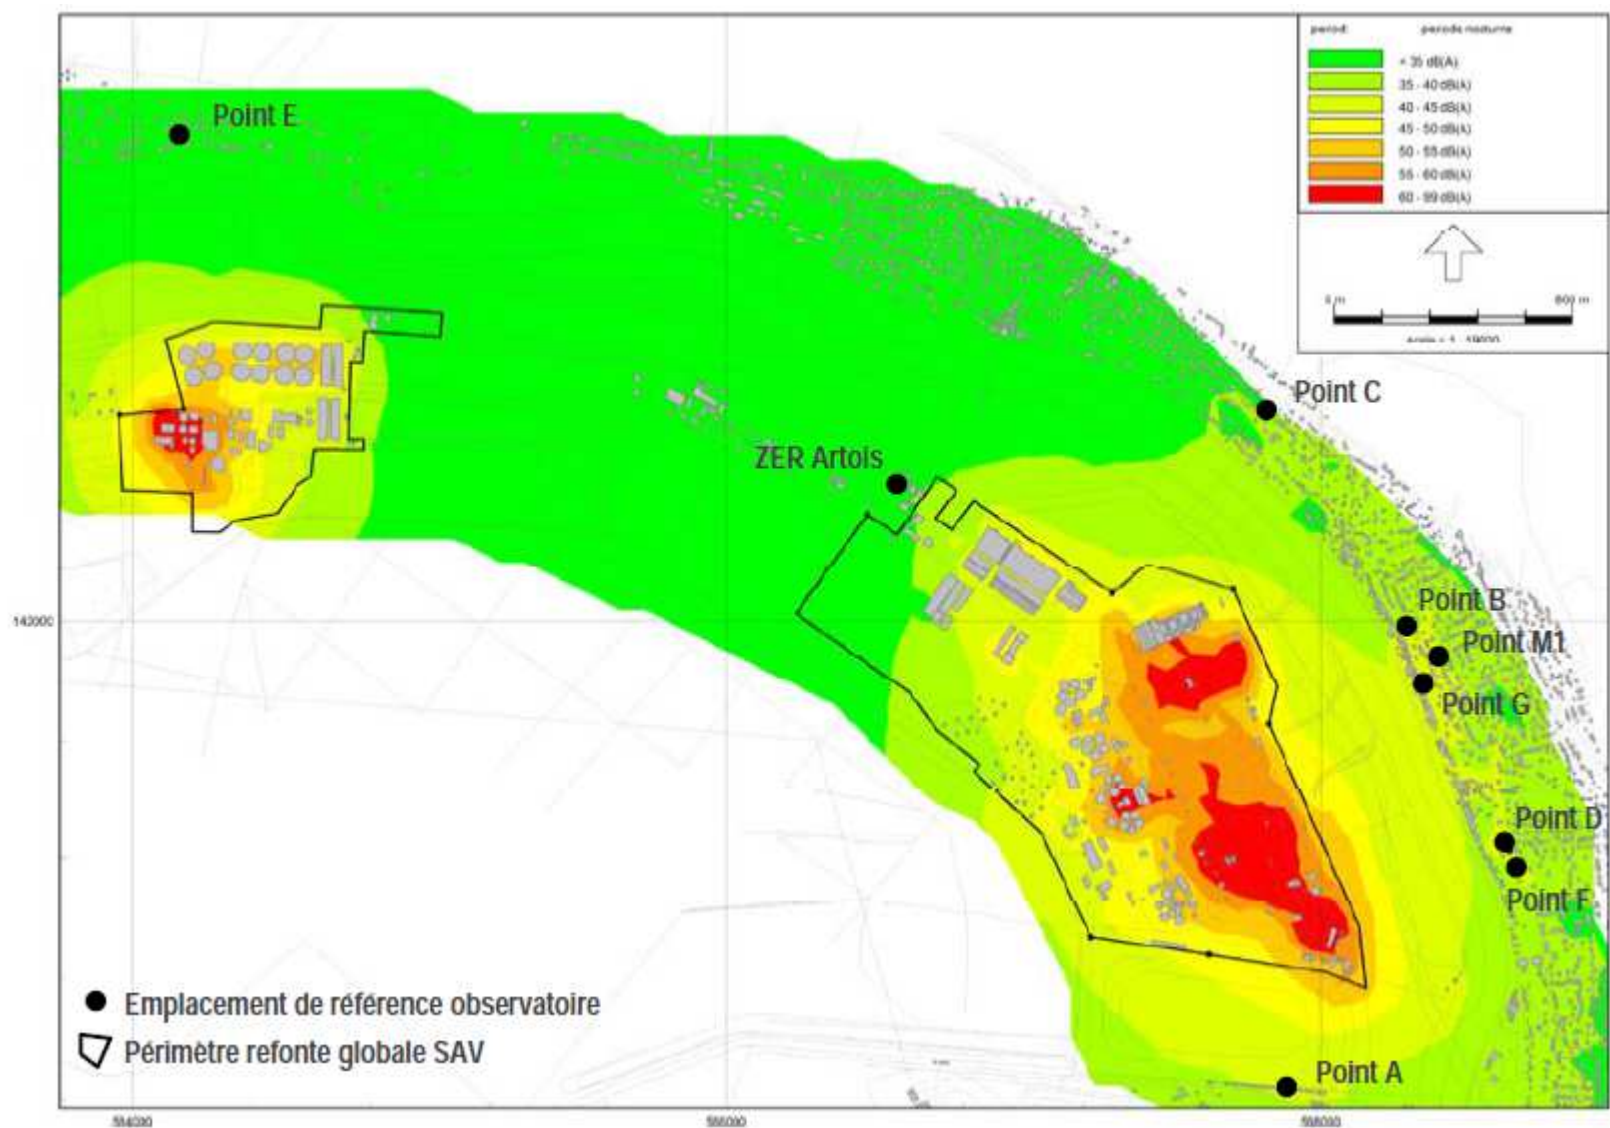 période nocturne
< 35 dB(A)
35 - 40 dB(A)
40 - 45 dB(A)
45 - 50 dB(A)
50 - 55 dB(A)
55 - 60 dB(A)
60 - 99 dB(A)
0 m
800 m
Point E
Point C
ZER Artois
Point B
Point M1
Point G
Point D
Point F
Point A
142000
Emplacement de référence observatoire
Périmètre refonte globale SAV